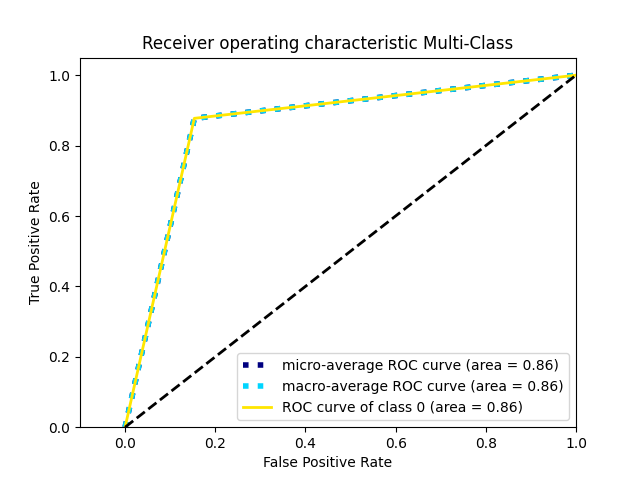 Receiver operating characteristic Multi-Class
1.0
0.8
0.6
0.4
0.2
0.0
True Positive Rate
micro-average ROC curve (area = 0.86)
macro-average ROC curve (area = 0.86)
ROC curve of class 0 (area = 0.86)
0.0 0.2 0.4 0.6 0.8 1.0
False Positive Rate